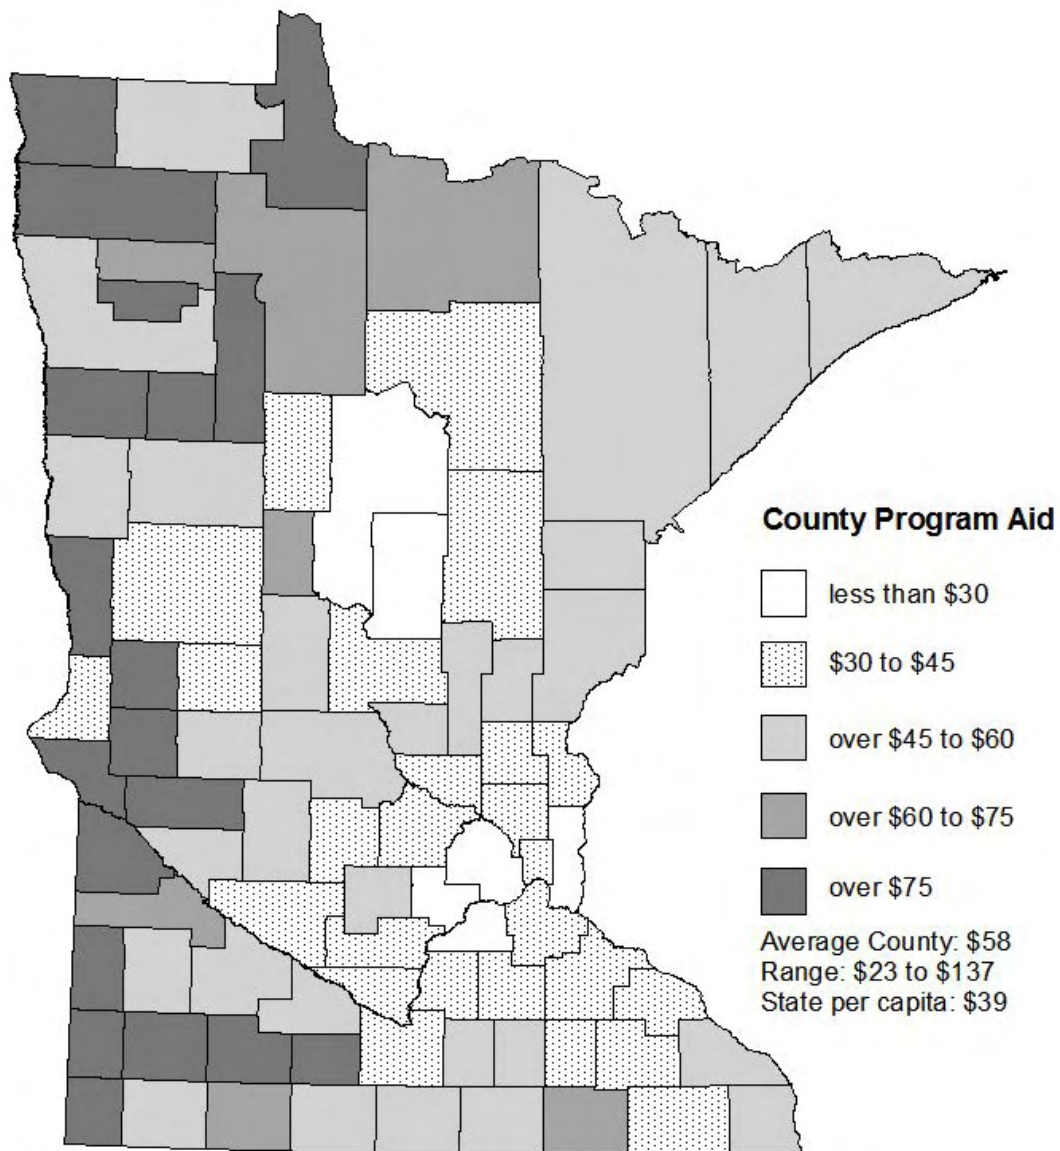 County Program Aid
less than $30
$30 to $45
over $45 to $60
over $60 to $75
over $75
Average County: $58
Range: $23 to $137
State per capita: $39